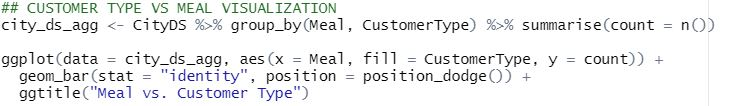 ## CUSTOMER TYPE VS MEAL VISUALIZATION
city_ds_agg <- CityDS %>% group_by(Meal, CustomerType) %>% summarise(count = n())
ggplot(data = city_ds_agg, aes(x = Meal, fill = CustomerType, y = count)) +
  geom_bar(stat = "identity", position = position_dodge()) +
  ggtitle("Meal vs. Customer Type")